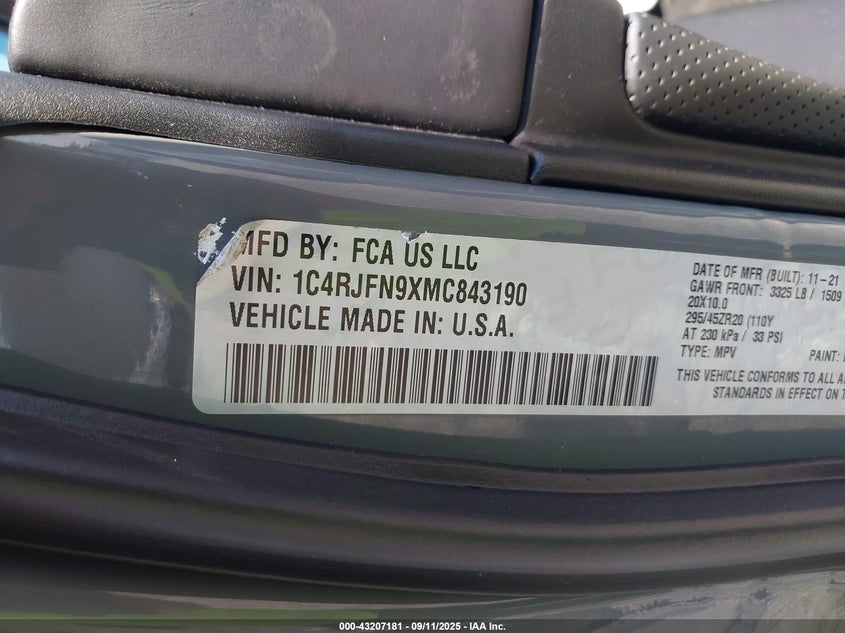 MFD BY: FCA US LLC
VIN: 1C4RJFN9XMC843190
VEHICLE MADE IN: U.S.A.
DATE OF MFR (BUILT): 11-21
GAWR FRONT: 3325 LB / 1509
20X10.0
295/45ZR20 (110Y
AT 230 kPa / 33 PSI
TYPE: MPV PAINT:
THIS VEHICLE CONFORMS TO ALL
STANDARDS IN EFFECT ON
000-43207181 - 09/11/2025 - IAA Inc.